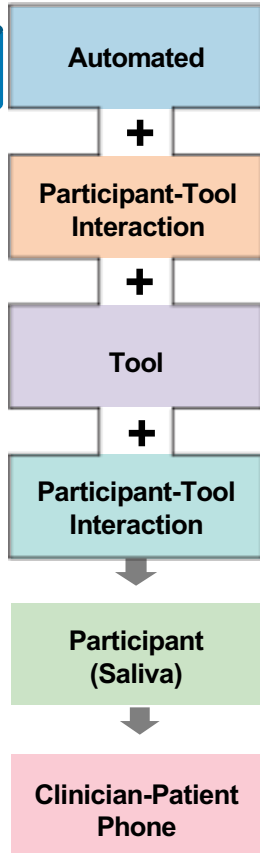 Automated
+
Participant-Tool
Interaction
+
Tool
+
Participant-Tool
Interaction
Participant
(Saliva)
Clinician-Patient
Phone